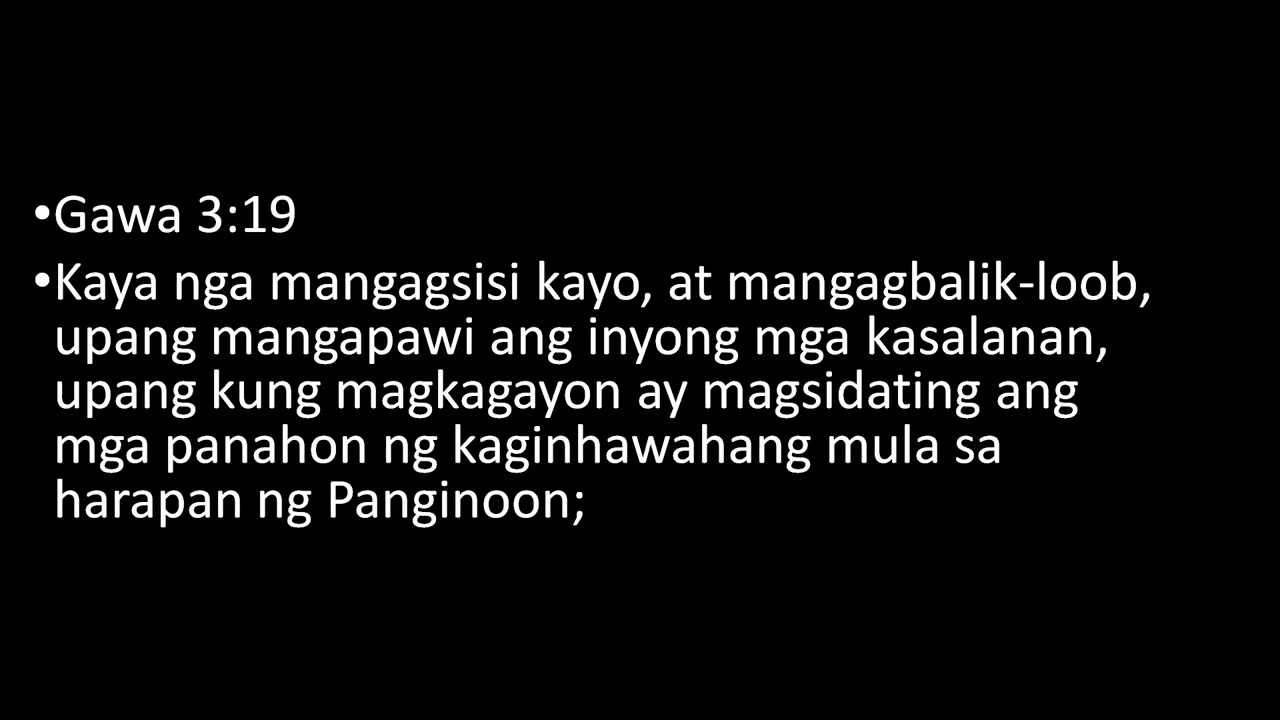 •Gawa 3:19
•Kaya nga mangagsisi kayo, at mangagbalik-loob,
upang mangapawi ang inyong mga kasalanan,
upang kung magkagayon ay magsidating ang
mga panahon ng kaginhawahang mula sa
harapan ng Panginoon;